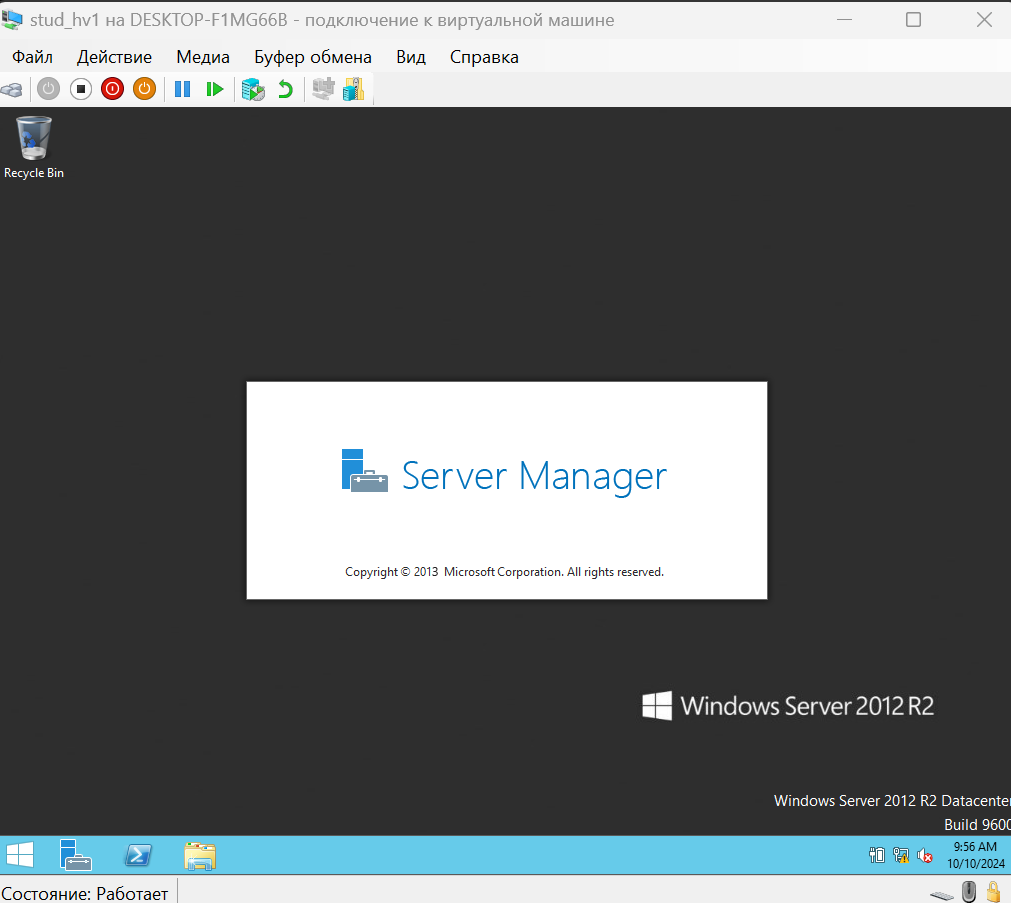 stud_hv1 на DESKTOP-F1MG66B - подключение к виртуальной машине
Файл Действие Медиа Буфер обмена Вид Справка
Recycle Bin
Server Manager
Copyright © 2013 Microsoft Corporation. All rights reserved.
Windows Server 2012 R2
Windows Server 2012 R2 Datacenter
Build 9600
9:56 AM
10/10/2024
Состояние: Работает